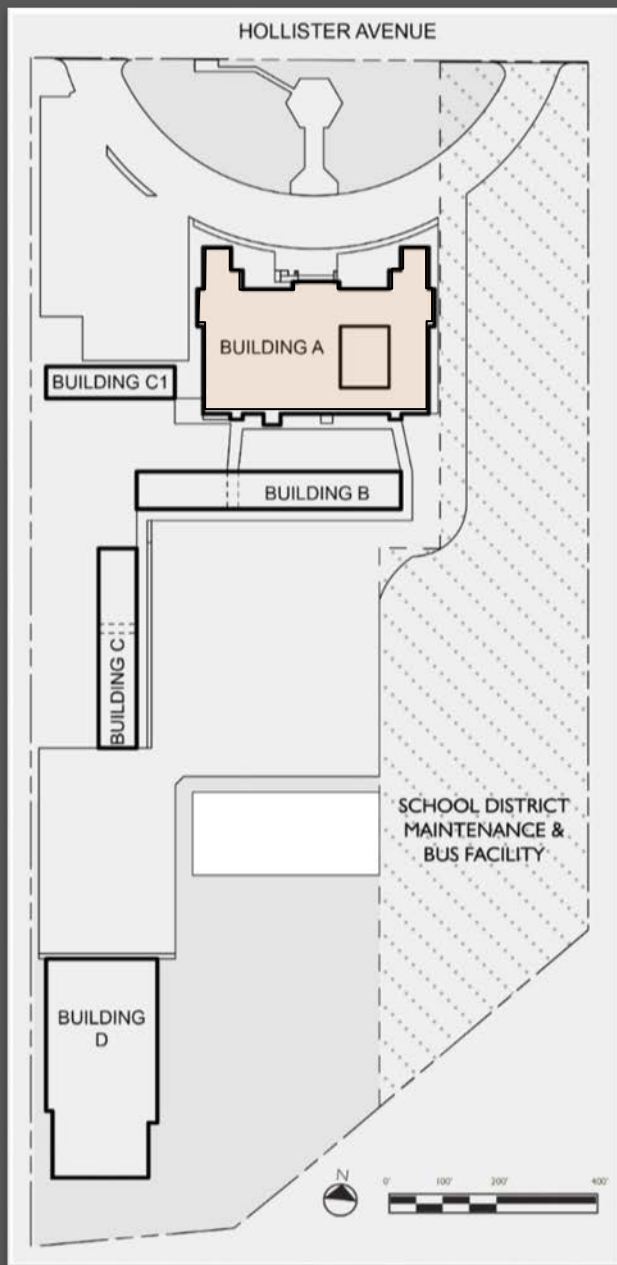 HOLLISTER AVENUE
BUILDING A
BUILDING C1
BUILDING B
BUILDING C
SCHOOL DISTRICT
MAINTENANCE &
BUS FACILITY
BUILDING
D
N
0' 100' 200' 400'